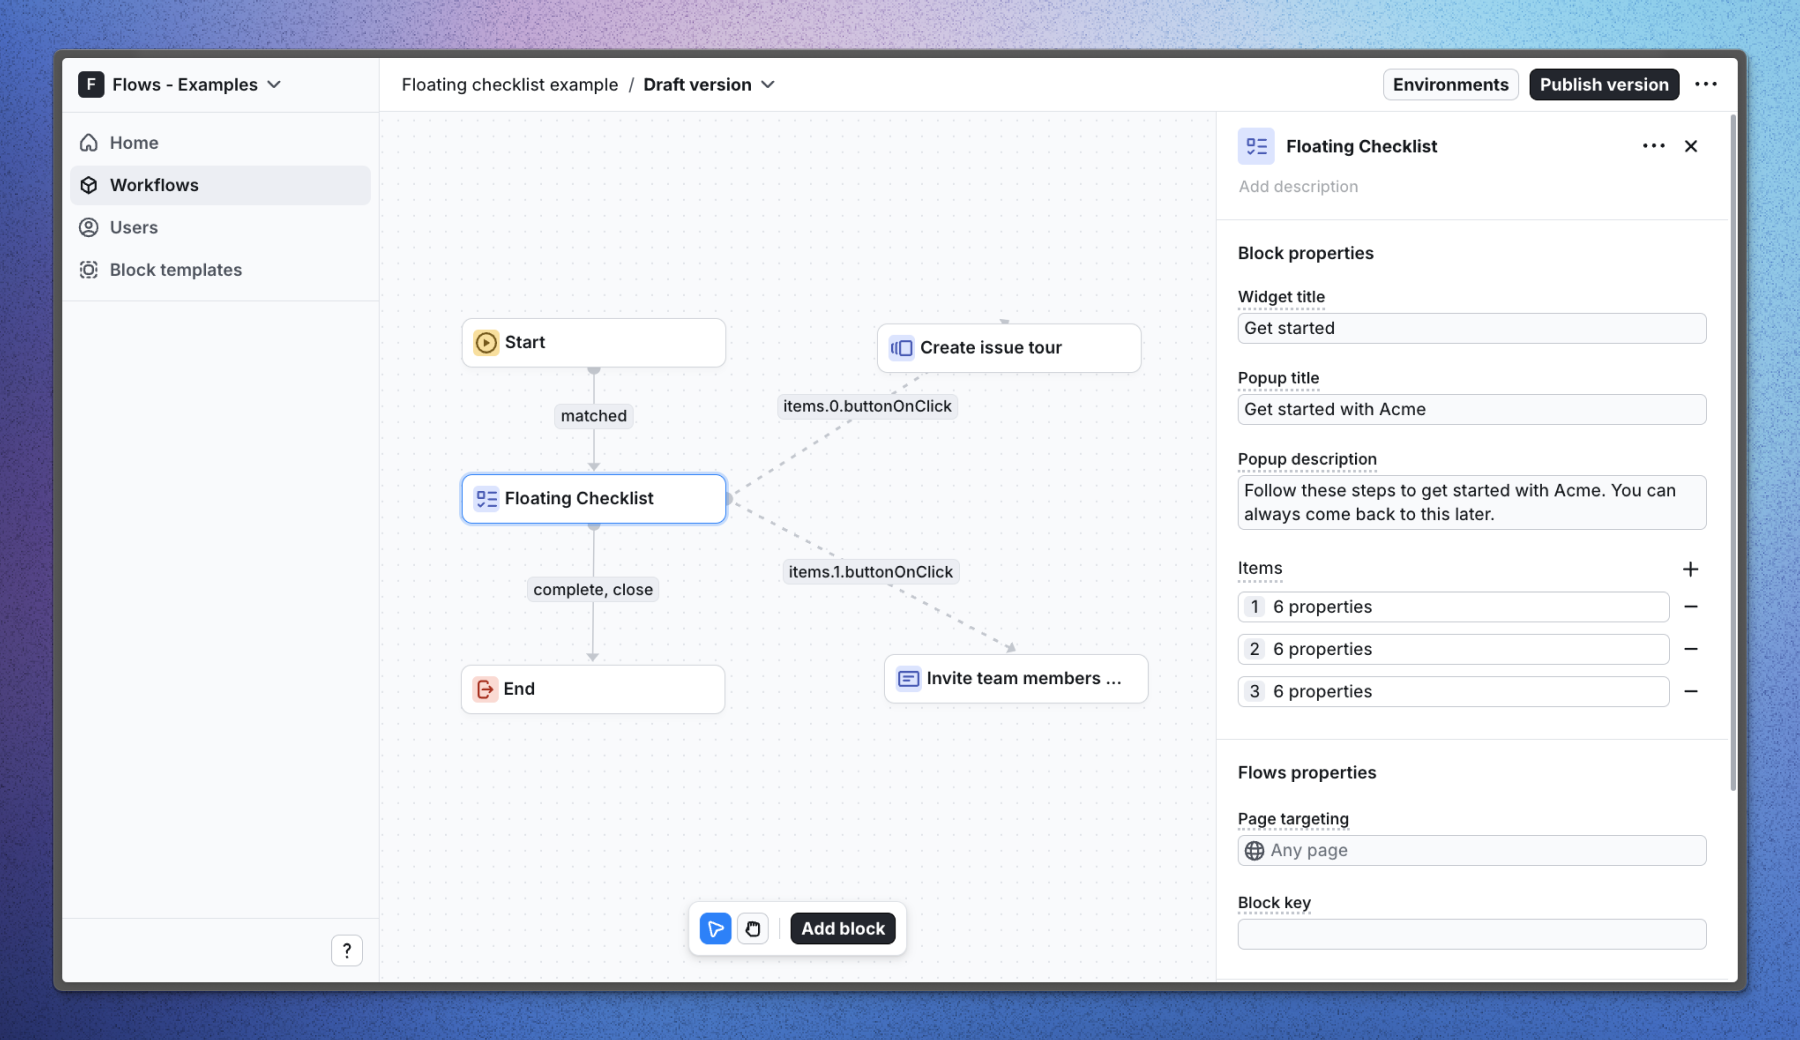 F Flows - Examples
Floating checklist example / Draft version
Environments
Publish version
Home
Workflows
Users
Block templates
?
Start
matched
Floating Checklist
complete, close
End
Create issue tour
items.0.buttonOnClick
items.1.buttonOnClick
Invite team members ...
Add block
Floating Checklist
Add description
Block properties
Widget title
Get started
Popup title
Get started with Acme
Popup description
Follow these steps to get started with Acme. You can
always come back to this later.
Items
1 6 properties
2 6 properties
3 6 properties
Flows properties
Page targeting
Any page
Block key